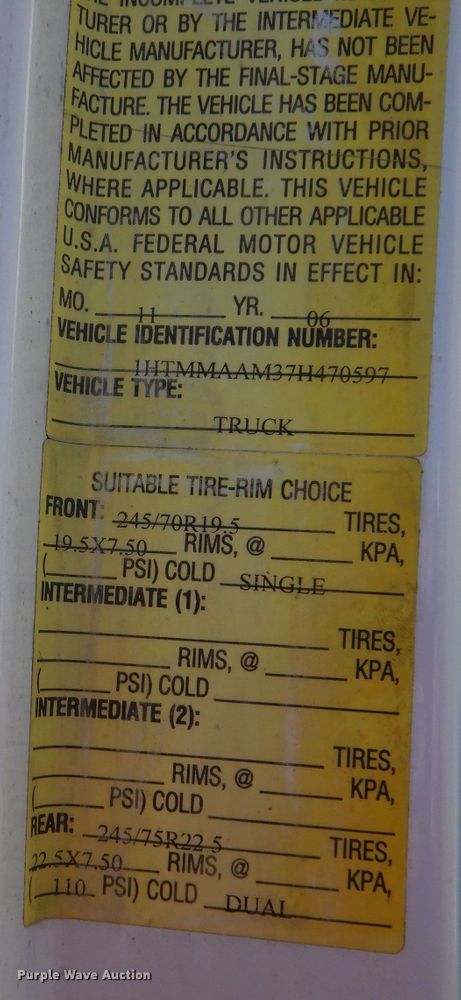 INCOMPLETE
TURER OR BY THE INTERMEDIATE VE-
HICLE MANUFACTURER, HAS NOT BEEN
AFFECTED BY THE FINAL-STAGE MANU-
FACTURE. THE VEHICLE HAS BEEN COM-
PLETED IN ACCORDANCE WITH PRIOR
MANUFACTURER'S INSTRUCTIONS,
WHERE APPLICABLE. THIS VEHICLE
CONFORMS TO ALL OTHER APPLICABLE
U.S.A. FEDERAL MOTOR VEHICLE
SAFETY STANDARDS IN EFFECT IN:
MO. 11 YR. 06
VEHICLE IDENTIFICATION NUMBER:
1HTMMAAM37H470597
VEHICLE TYPE:
TRUCK
SUITABLE TIRE-RIM CHOICE
FRONT: 245/70R19.5 TIRES,
19.5X7.50 RIMS, @ KPA,
( PSI) COLD SINGLE
INTERMEDIATE (1):
TIRES,
RIMS, @ KPA,
( PSI) COLD
INTERMEDIATE (2):
TIRES,
RIMS, @ KPA,
( PSI) COLD
REAR: 245/75R22 5 TIRES,
22.5X7.50 RIMS, @ KPA,
( 110 PSI) COLD DUAL
Purple Wave Auction